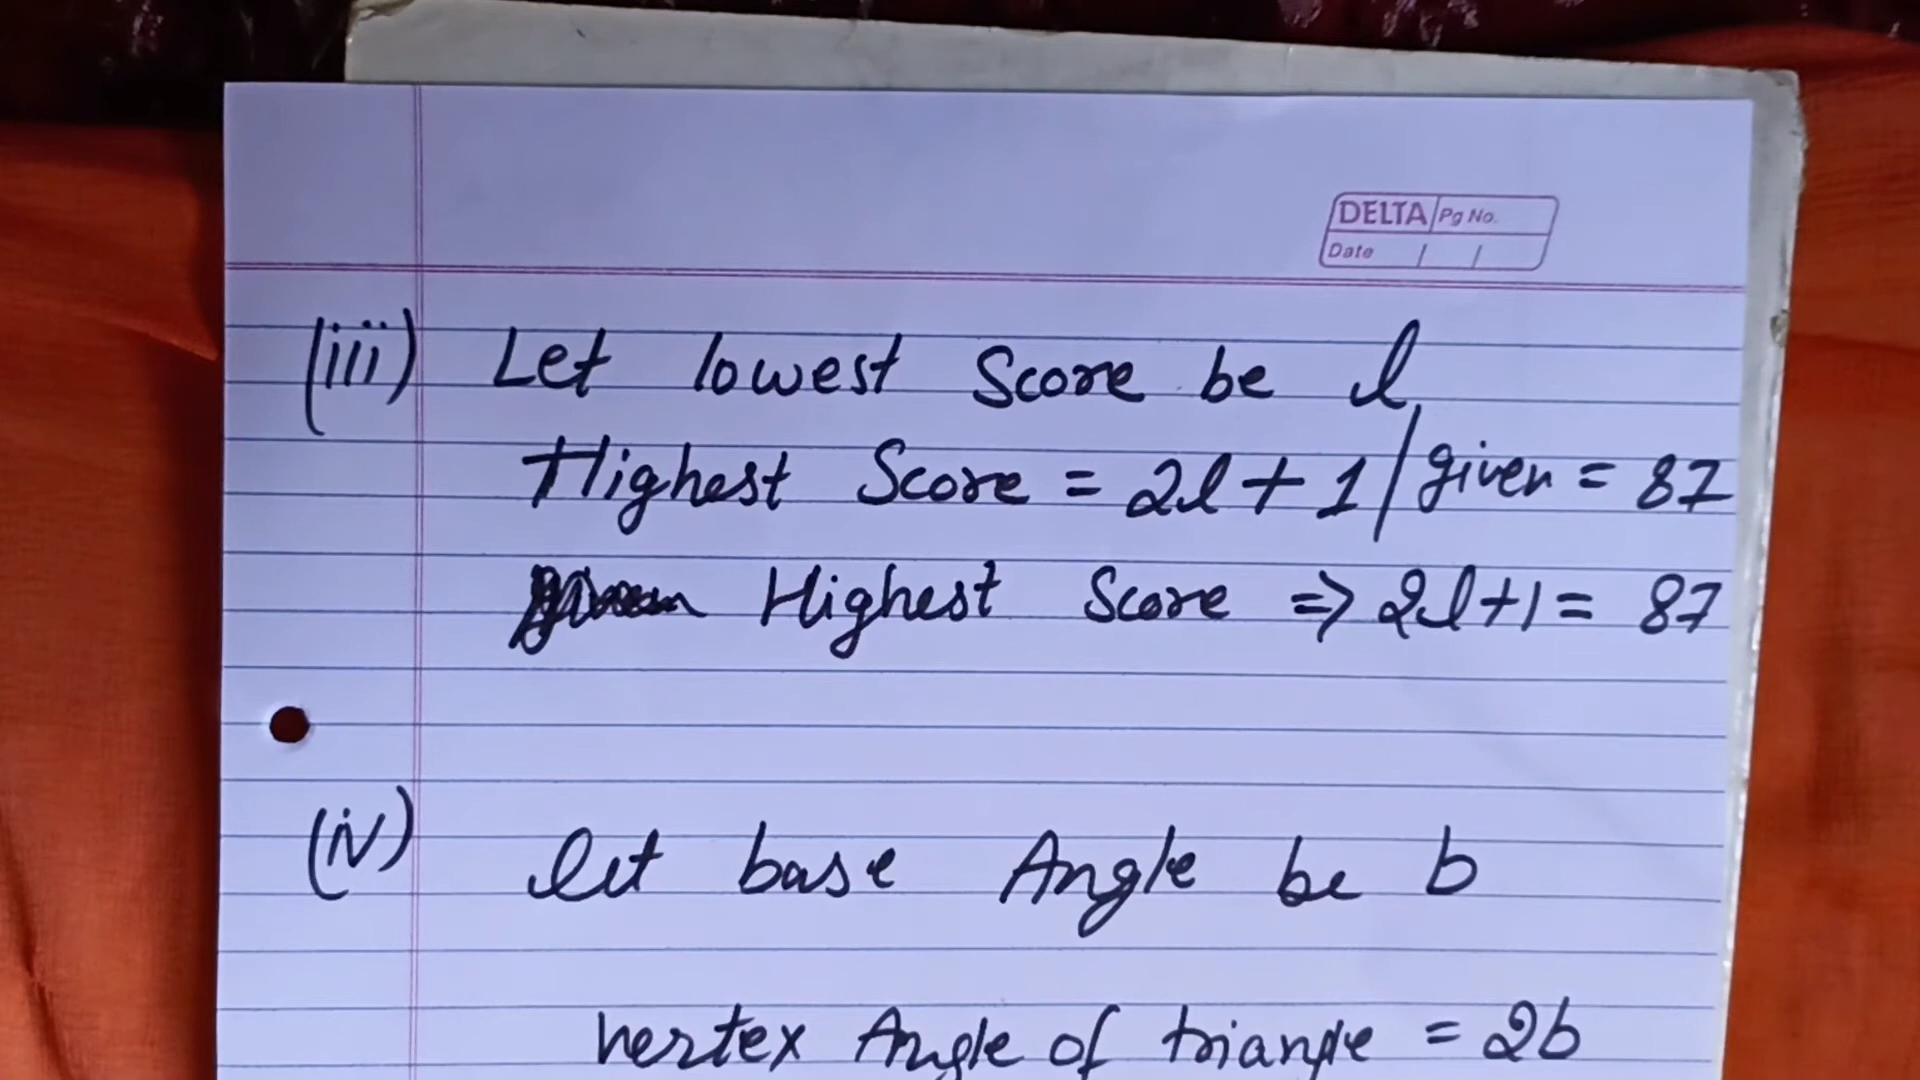 DELTA Pg No.
Date / /
(iii) Let lowest Score be l
Highest Score = 2l + 1 / given = 87
Highest Score => 2l+1 = 87
(iv) let base Angle be b
vertex Angle of triangle = 2b